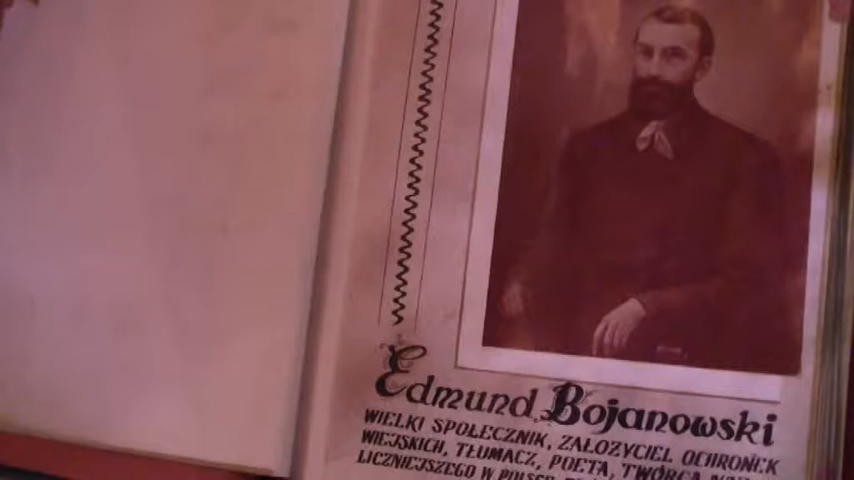 Edmund Bojanowski
WIELKI SPOŁECZNIK, ZAŁOŻYCIEL OCHRONEK
WIEJSKICH, TŁUMACZ, POETA, TWÓRCA
LICZNIEJSZEGO W POLSCE